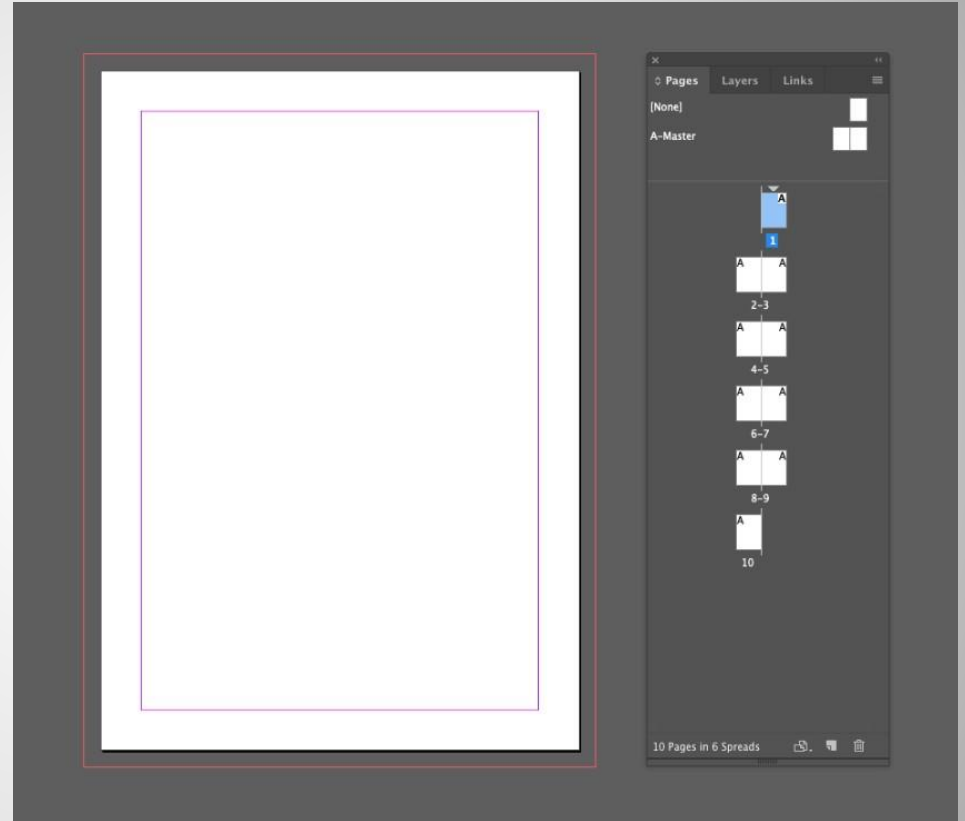 Pages Layers Links
[None]
A-Master
A
1
A A
2-3
A A
4-5
A A
6-7
A A
8-9
A
10
10 Pages in 6 Spreads